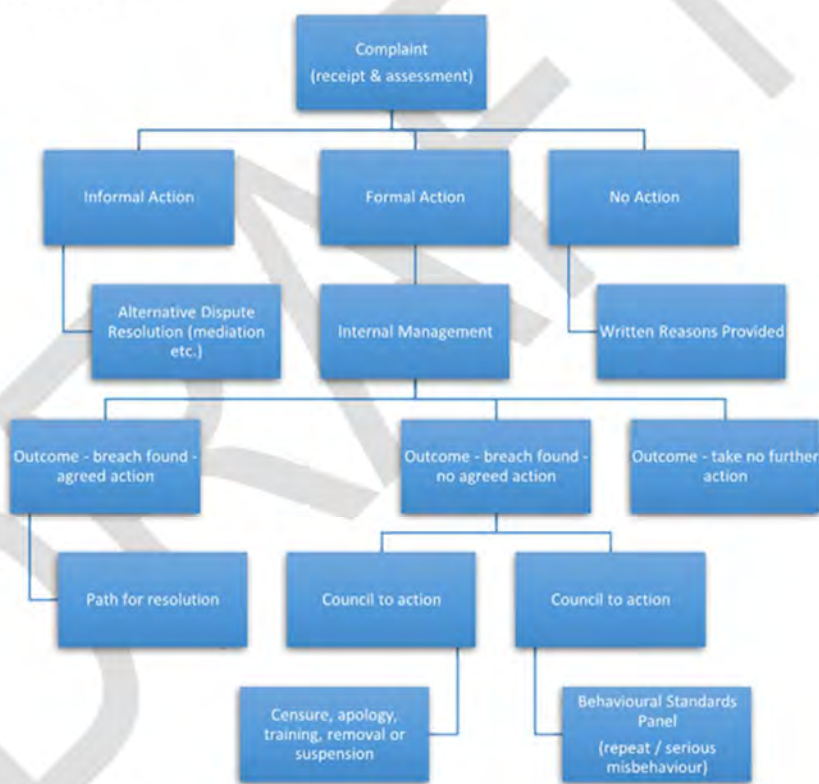 Complaint
(receipt & assessment)
Informal Action
Formal Action
No Action
Alternative Dispute
Resolution (mediation
etc.)
Internal Management
Written Reasons Provided
Outcome - breach found -
agreed action
Outcome - breach found -
no agreed action
Outcome - take no further
action
Path for resolution
Council to action
Council to action
Censure, apology,
training, removal or
suspension
Behavioural Standards
Panel
(repeat / serious
misbehaviour)